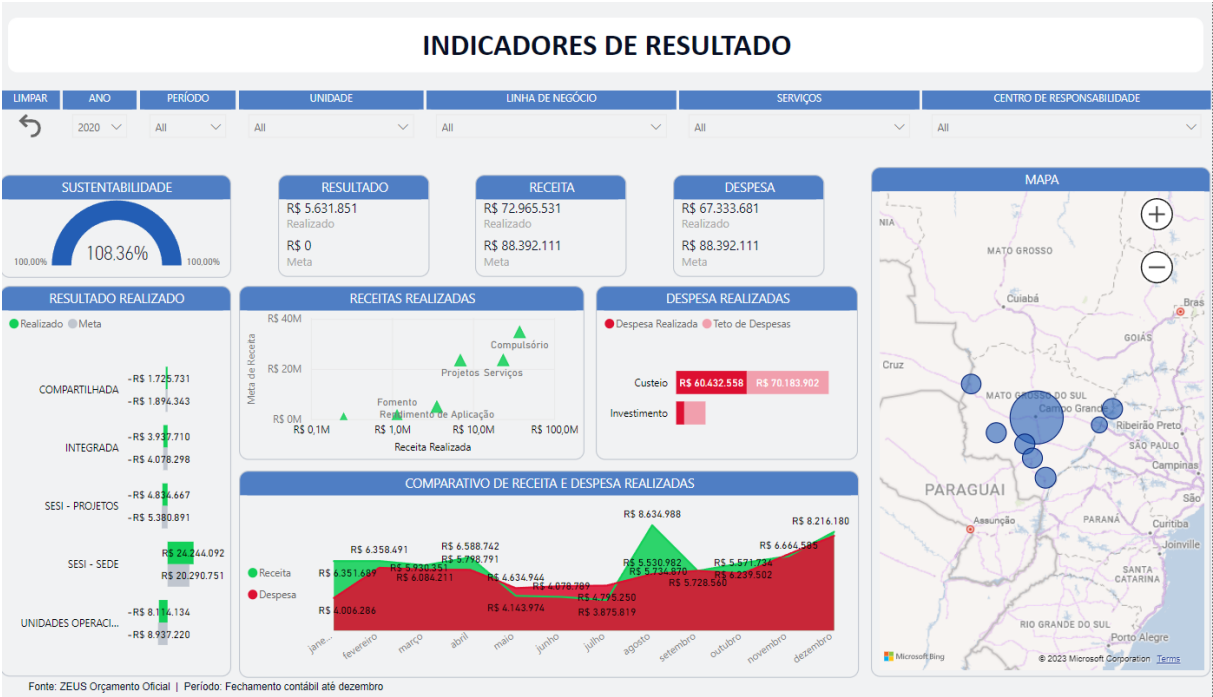 INDICADORES DE RESULTADO
LIMPAR
ANO
PERÍODO
UNIDADE
LINHA DE NEGÓCIO
SERVIÇOS
CENTRO DE RESPONSABILIDADE
2020
All
All
All
All
All
SUSTENTABILIDADE
108,36%
100,00%
100,00%
RESULTADO
R$ 5.631.851
Realizado
R$ 0
Meta
RECEITA
R$ 72.965.531
Realizado
R$ 88.392.111
Meta
DESPESA
R$ 67.333.681
Realizado
R$ 88.392.111
Meta
MAPA
NIA
MATO GROSSO
Cuiabá
Bras
GOIÁS
Cruz
MATO GROSSO DO SUL
Campo Grande
Ribeirão Preto
SÃO PAULO
Campinas
PARAGUAI
São
Assunção
PARANÁ
Curitiba
Joinville
SANTA
CATARINA
RIO GRANDE DO SUL
Porto Alegre
Microsoft Bing
© 2023 Microsoft Corporation Terms
RESULTADO REALIZADO
Realizado
Meta
COMPARTILHADA
-R$ 1.725.731
-R$ 1.894.343
INTEGRADA
-R$ 3.937.710
-R$ 4.078.298
SESI - PROJETOS
-R$ 4.834.667
-R$ 5.380.891
SESI - SEDE
R$ 24.244.092
R$ 20.290.751
UNIDADES OPERACI...
-R$ 8.114.134
-R$ 8.937.220
RECEITAS REALIZADAS
Meta de Receita
R$ 40M
R$ 20M
R$ 0M
Compulsório
Projetos
Serviços
Fomento
Rendimento de Aplicação
R$ 0,1M
R$ 1,0M
R$ 10,0M
R$ 100,0M
Receita Realizada
DESPESA REALIZADAS
Despesa Realizada
Teto de Despesas
Custeio
R$ 60.432.558
R$ 70.183.902
Investimento
COMPARATIVO DE RECEITA E DESPESA REALIZADAS
Receita
Despesa
R$ 6.351.689
R$ 4.006.286
R$ 6.358.491
R$ 5.930.351
R$ 6.084.211
R$ 6.588.742
R$ 5.798.791
R$ 4.634.944
R$ 4.143.974
R$ 4.078.789
R$ 4.795.250
R$ 3.875.819
R$ 8.634.988
R$ 5.530.982
R$ 5.734.870
R$ 5.728.560
R$ 5.571.734
R$ 6.239.502
R$ 6.664.585
R$ 8.216.180
jane...
fevereiro
março
abril
maio
junho
julho
agosto
setembro
outubro
novembro
dezembro
Fonte: ZEUS Orçamento Oficial | Período: Fechamento contábil até dezembro